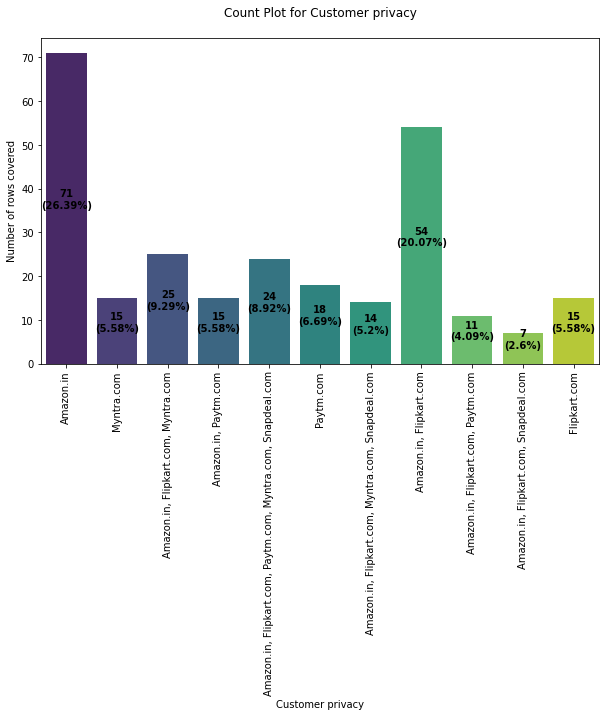 Count Plot for Customer privacy
Number of rows covered
70
60
50
40
30
20
10
0
71
(26.39%)
15
(5.58%)
25
(9.29%)
15
(5.58%)
24
(8.92%)
18
(6.69%)
14
(5.2%)
54
(20.07%)
11
(4.09%)
7
(2.6%)
15
(5.58%)
Amazon.in
Myntra.com
Amazon.in, Flipkart.com, Myntra.com
Amazon.in, Paytm.com
Amazon.in, Flipkart.com, Paytm.com, Myntra.com, Snapdeal.com
Paytm.com
Amazon.in, Flipkart.com, Myntra.com, Snapdeal.com
Amazon.in, Flipkart.com
Amazon.in, Flipkart.com, Paytm.com
Amazon.in, Flipkart.com, Snapdeal.com
Flipkart.com
Customer privacy